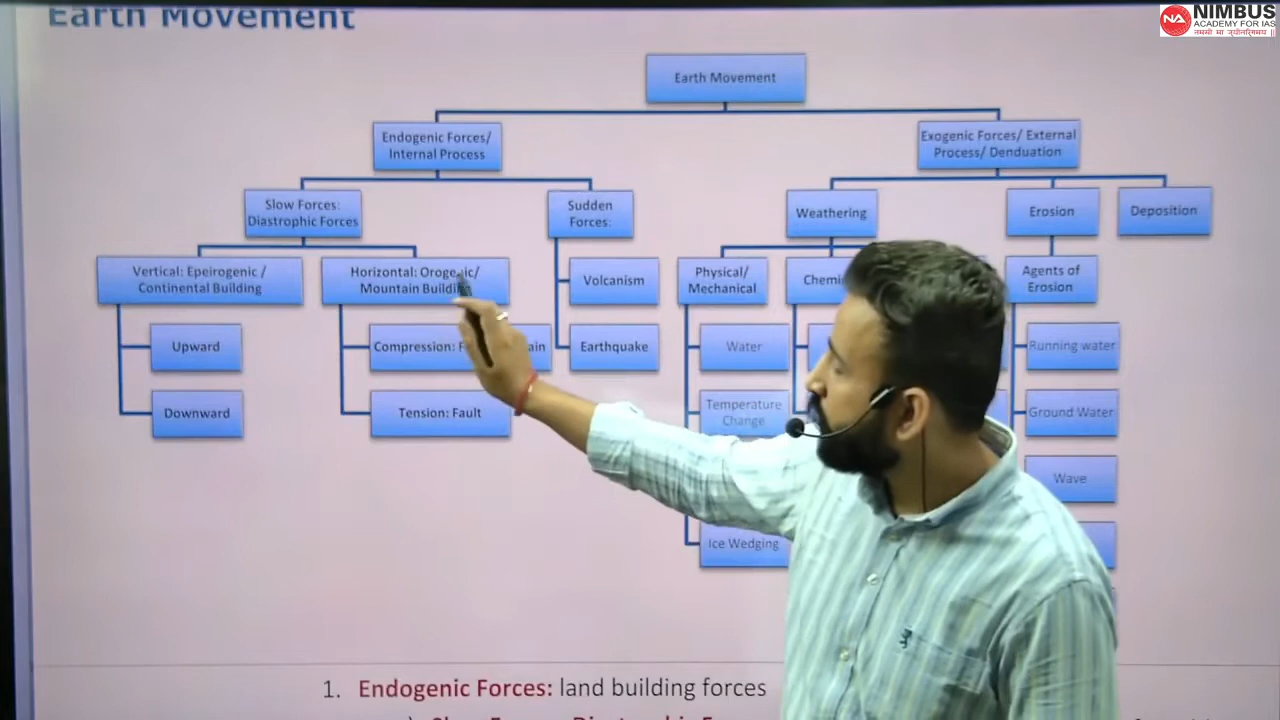 Earth Movement
NIMBUS
ACADEMY FOR IAS
Earth Movement
Endogenic Forces/
Internal Process
Exogenic Forces/ External
Process/ Denduation
Slow Forces:
Diastrophic Forces
Sudden
Forces:
Weathering
Erosion
Deposition
Vertical: Epeirogenic /
Continental Building
Horizontal: Orogenic/
Mountain Building
Volcanism
Physical/
Mechanical
Agents of
Erosion
Upward
Compression:
Earthquake
Water
Running water
Downward
Tension: Fault
Temperature
Change
Ground Water
Wave
Ice Wedging
1. Endogenic Forces: land building forces